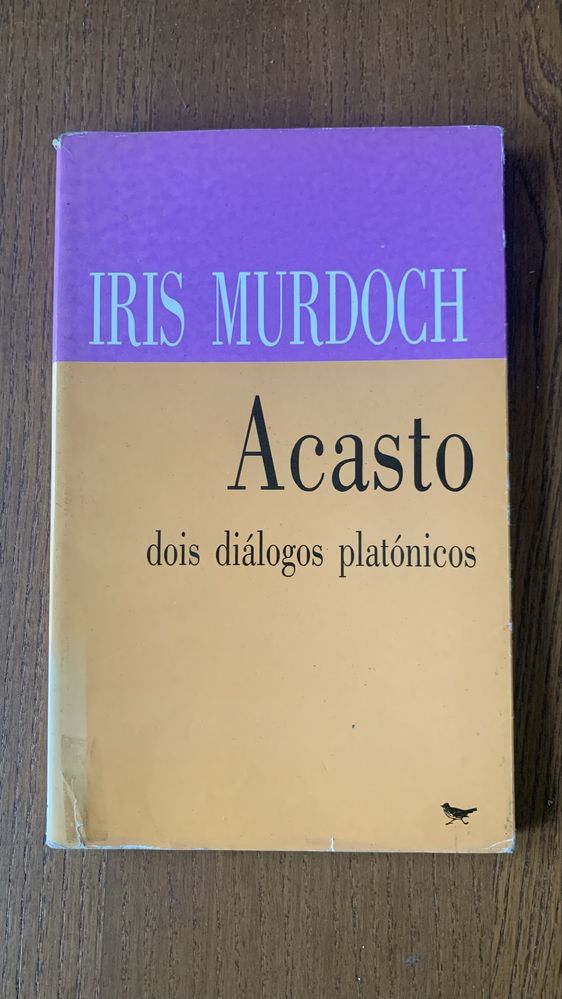 IRIS MURDOCH
Acasto
dois diálogos platónicos